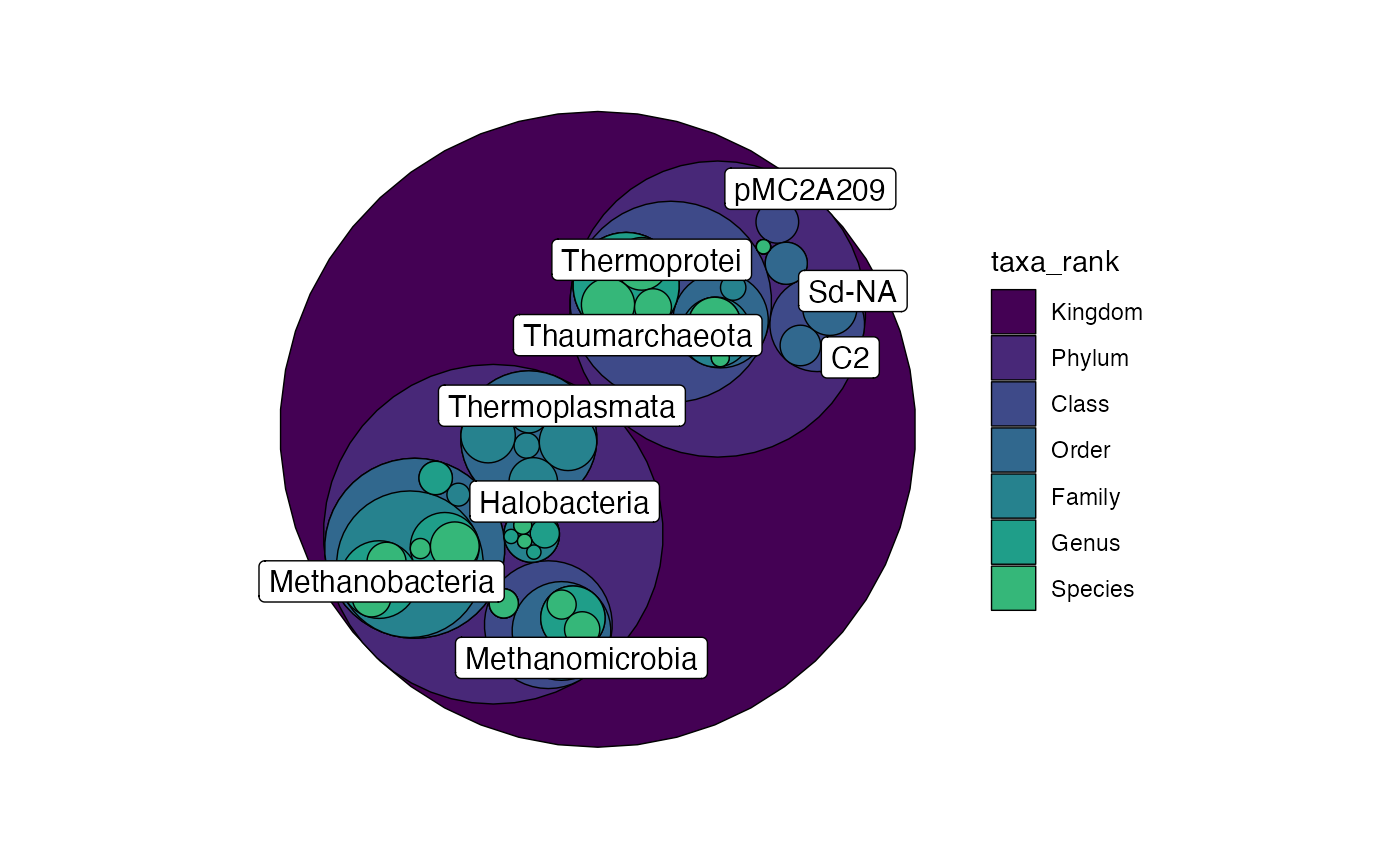 pMC2A209
Thermoprotei
Sd-NA
Thaumarchaeota
C2
Thermoplasmata
Halobacteria
Methanobacteria
Methanomicrobia
taxa_rank
Kingdom
Phylum
Class
Order
Family
Genus
Species